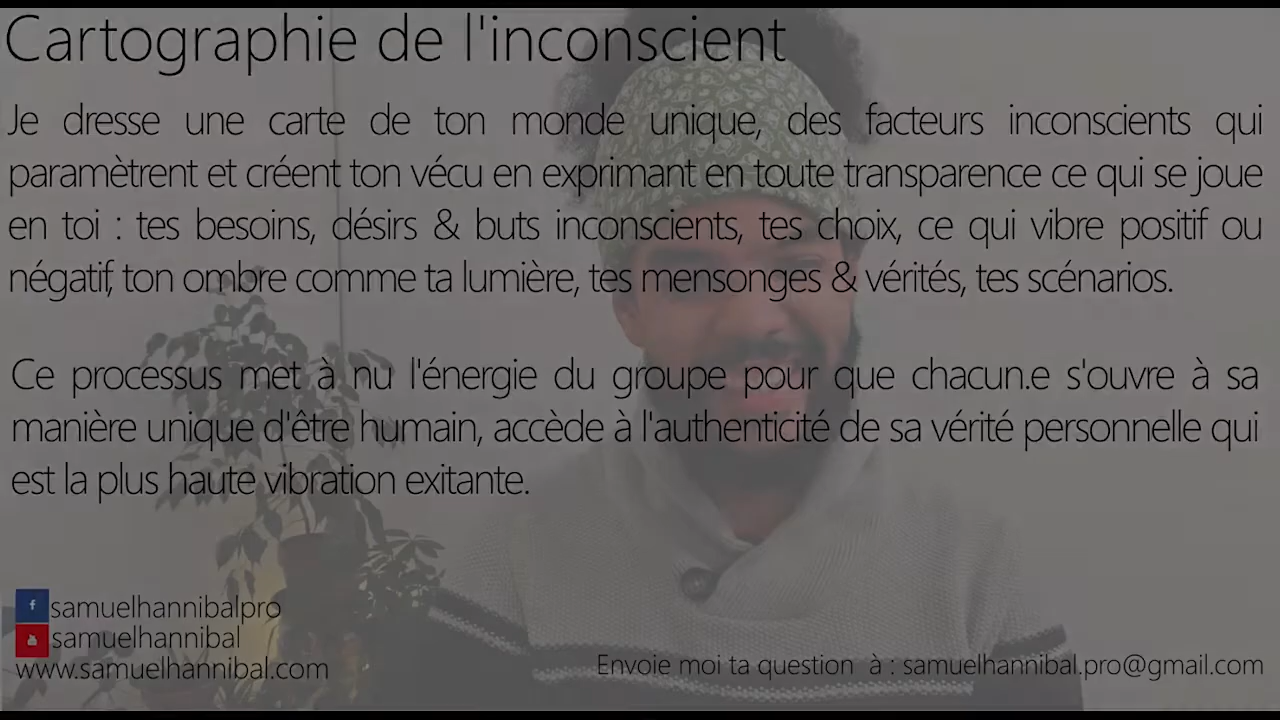 Cartographie de l'inconscient
Je dresse une carte de ton monde unique, des facteurs inconscients qui
paramètrent et créent ton vécu en exprimant en toute transparence ce qui se joue
en toi : tes besoins, désirs & buts inconscients, tes choix, ce qui vibre positif ou
négatif, ton ombre comme ta lumière, tes mensonges & vérités, tes scénarios.
Ce processus met à nu l'énergie du groupe pour que chacun.e s'ouvre à sa
manière unique d'être humain, accède à l'authenticité de sa vérité personnelle qui
est la plus haute vibration exitante.
f samuelhannibalpro
samuelhannibal
www.samuelhannibal.com
Envoie moi ta question à : samuelhannibal.pro@gmail.com